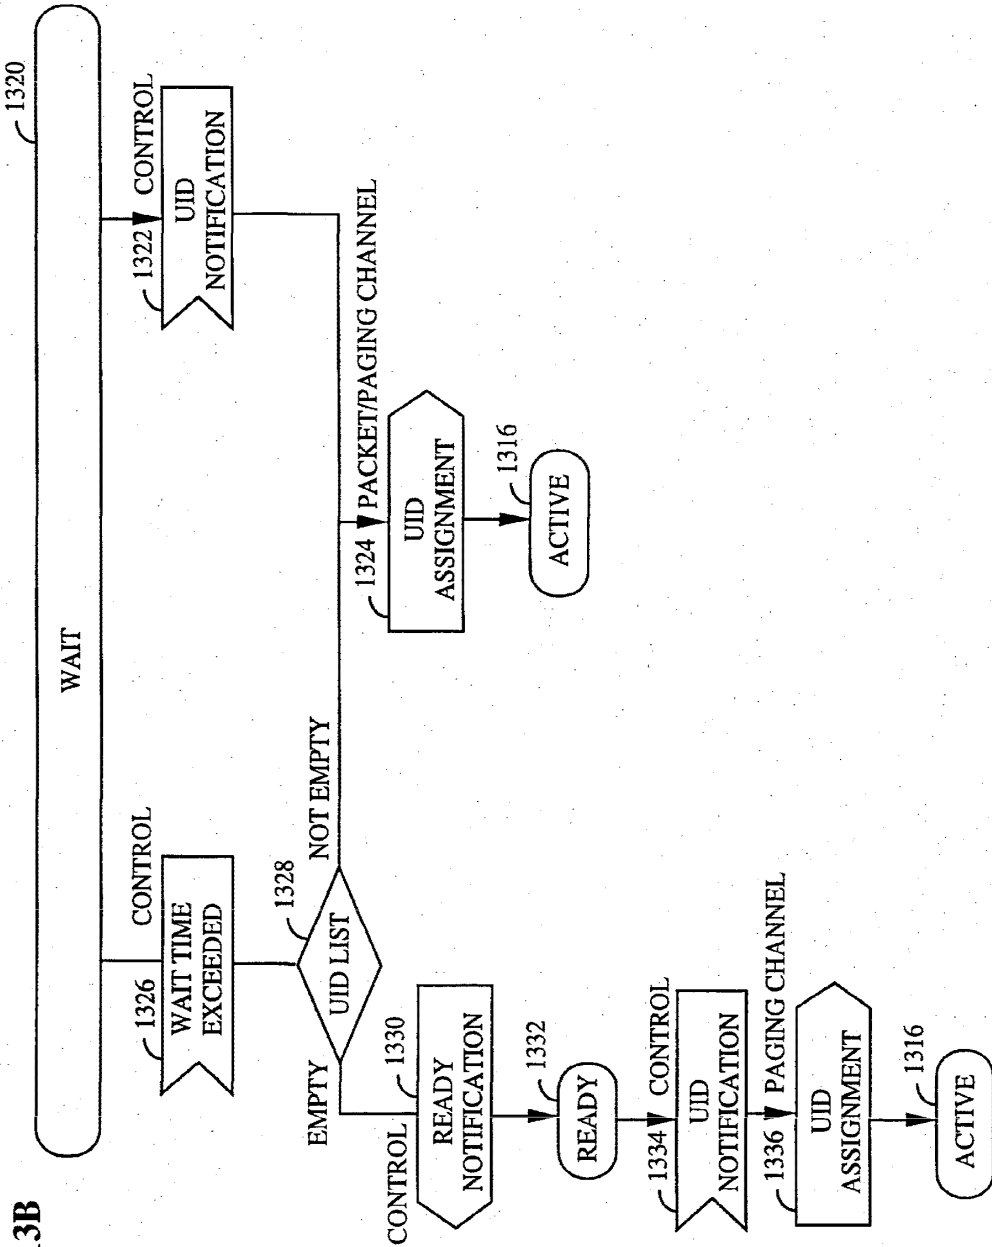 1320
WAIT
1326
CONTROL
WAIT TIME
EXCEEDED
1322
CONTROL
UID
NOTIFICATION
1328
UID LIST
EMPTY
NOT EMPTY
1324
PACKET/PAGING CHANNEL
UID
ASSIGNMENT
1316
ACTIVE
CONTROL
1330
READY
NOTIFICATION
1332
READY
1334
CONTROL
UID
NOTIFICATION
1336
PAGING CHANNEL
UID
ASSIGNMENT
1316
ACTIVE
3B